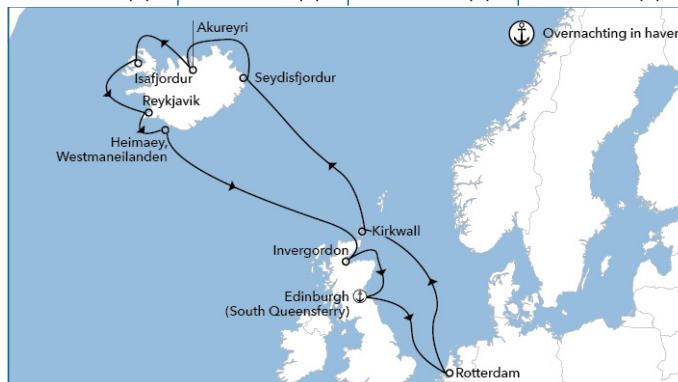 Akureyri
Overnachting in haven
Isafjordur
Seydisfjordur
Reykjavik
Heimaey,
Westmaneilanden
Kirkwall
Invergordon
Edinburgh
(South Queensferry)
Rotterdam